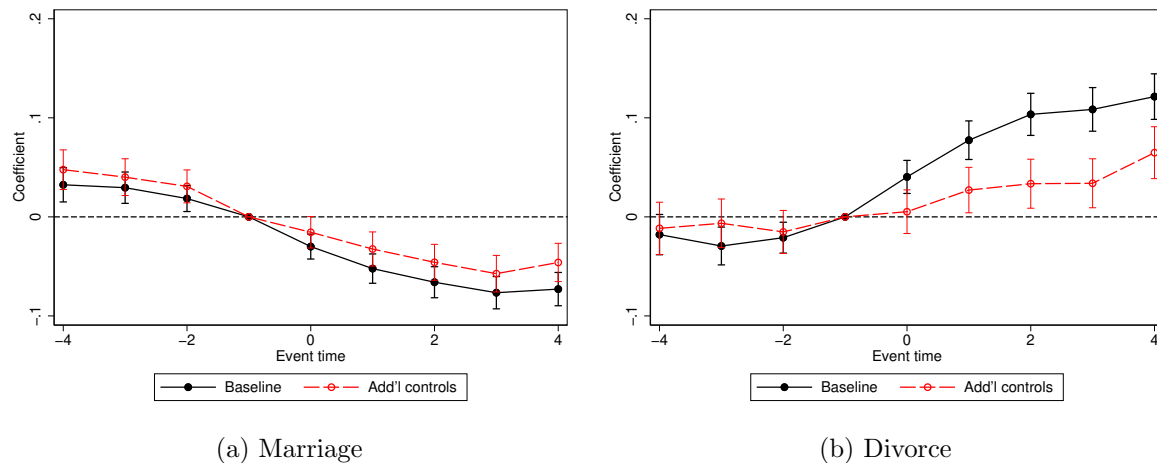 .2
.1
0
-.1
Coefficient
-4
-2
0
2
4
Event time
Baseline
Add'l controls
(a) Marriage
.2
.1
0
-.1
Coefficient
-4
-2
0
2
4
Event time
Baseline
Add'l controls
(b) Divorce